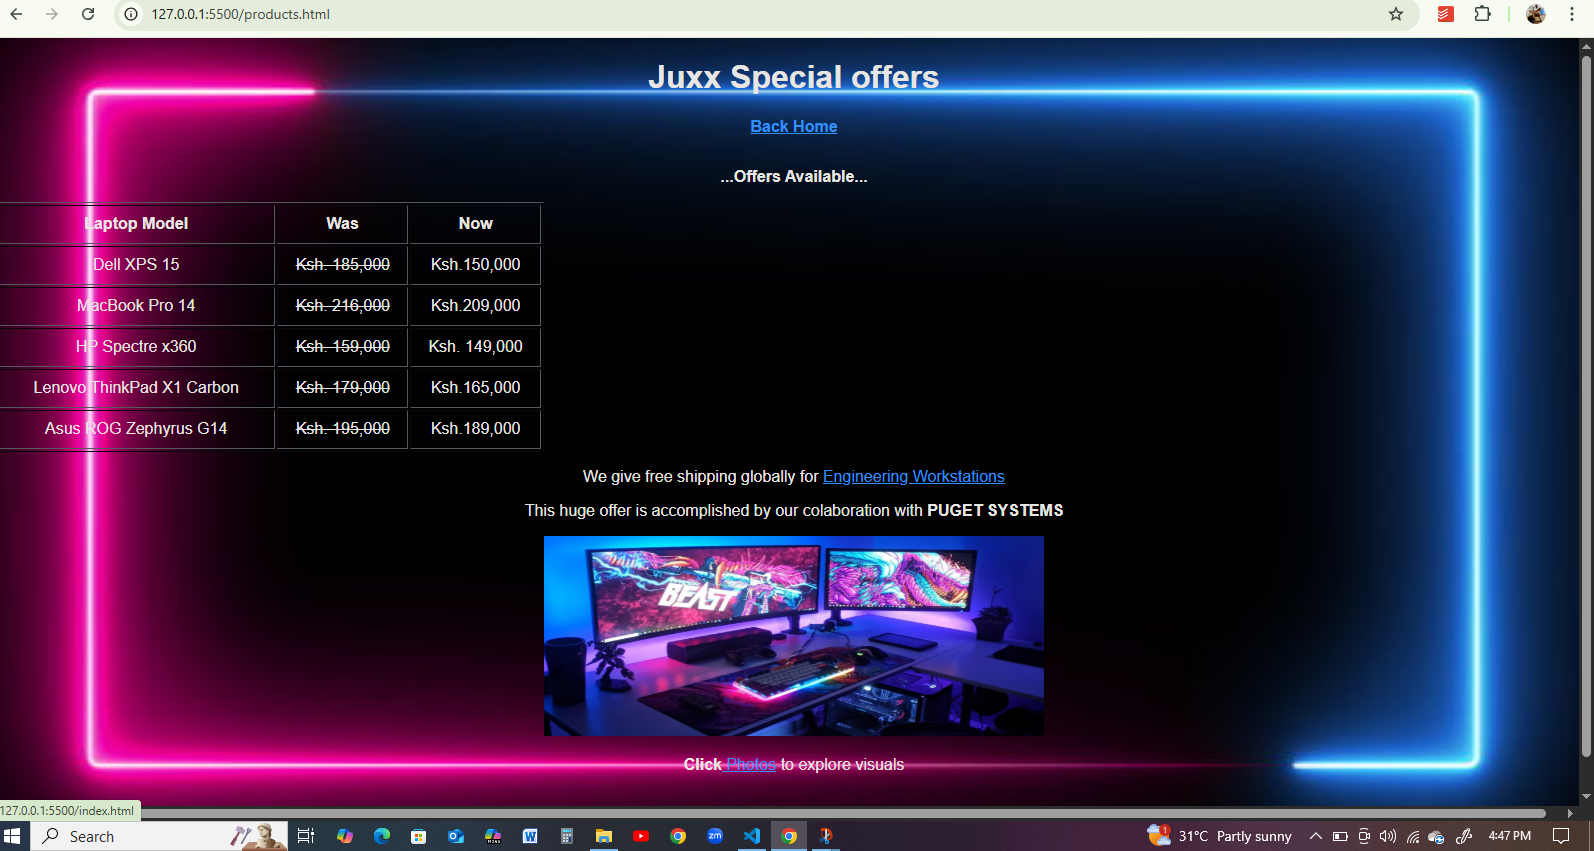 127.0.0.1:5500/products.html
Juxx Special offers
Back Home
...Offers Available...
Laptop Model Was Now
Dell XPS 15 Ksh. 185,000 Ksh.150,000
MacBook Pro 14 Ksh. 216,000 Ksh.209,000
HP Spectre x360 Ksh. 159,000 Ksh. 149,000
Lenovo ThinkPad X1 Carbon Ksh. 179,000 Ksh.165,000
Asus ROG Zephyrus G14 Ksh. 195,000 Ksh.189,000
We give free shipping globally for Engineering Workstations
This huge offer is accomplished by our colaboration with PUGET SYSTEMS
BEAST
Click Photos to explore visuals
127.0.0.1:5500/index.html
Search
zm
1
31°C Partly sunny
4:47 PM